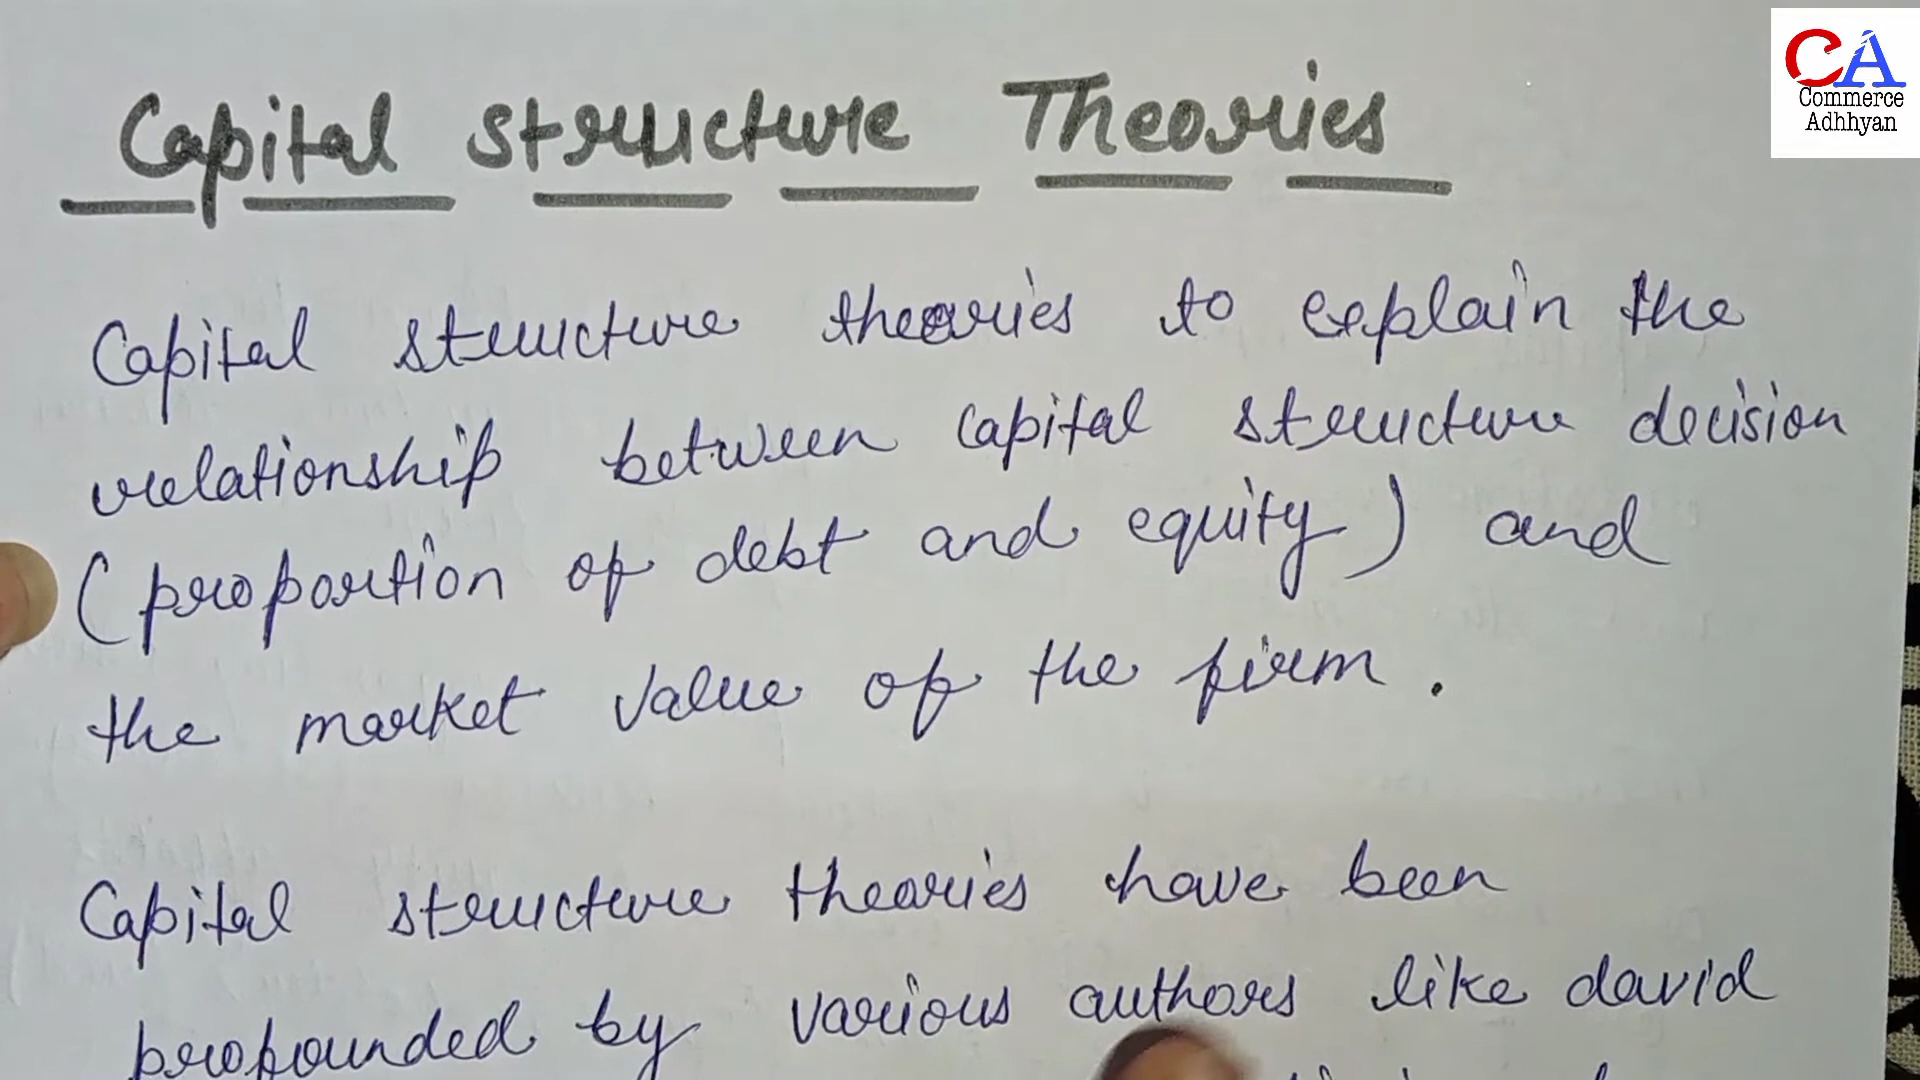 CA
Commerce
Adhhyan
Capital structure Theories
Capital structure theories to explain the
relationship between capital structure decision
(proportion of debt and equity) and
the market value of the firm.
Capital structure theories have been
propounded by various authors like david